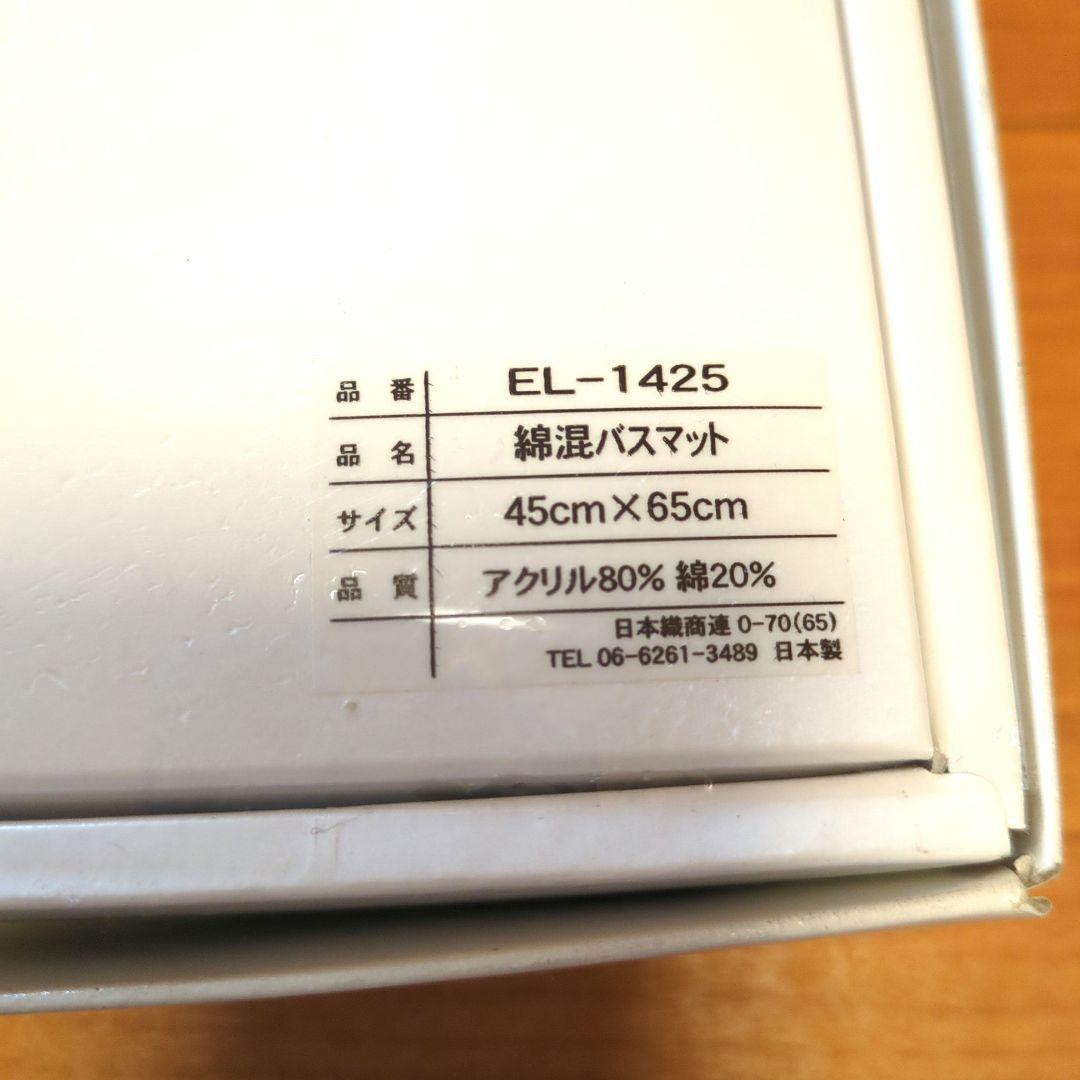 品番 EL-1425
品名 綿混バスマット
サイズ 45cm×65cm
品質 アクリル80% 綿20%
日本織商連 0-70(65)
TEL 06-6261-3489 日本製